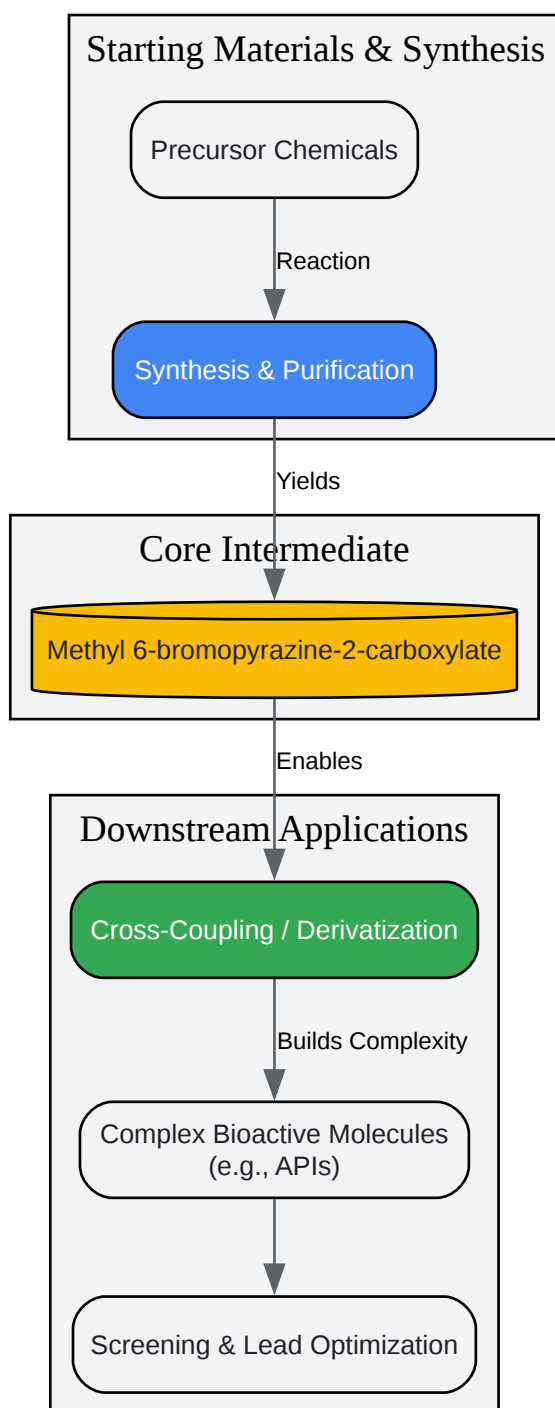 Starting Materials & Synthesis
Precursor Chemicals
Reaction
Synthesis & Purification
Yields
Core Intermediate
Methyl 6-bromopyrazine-2-carboxylate
Enables
Downstream Applications
Cross-Coupling / Derivatization
Builds Complexity
Complex Bioactive Molecules
(e.g., APIs)
Screening & Lead Optimization